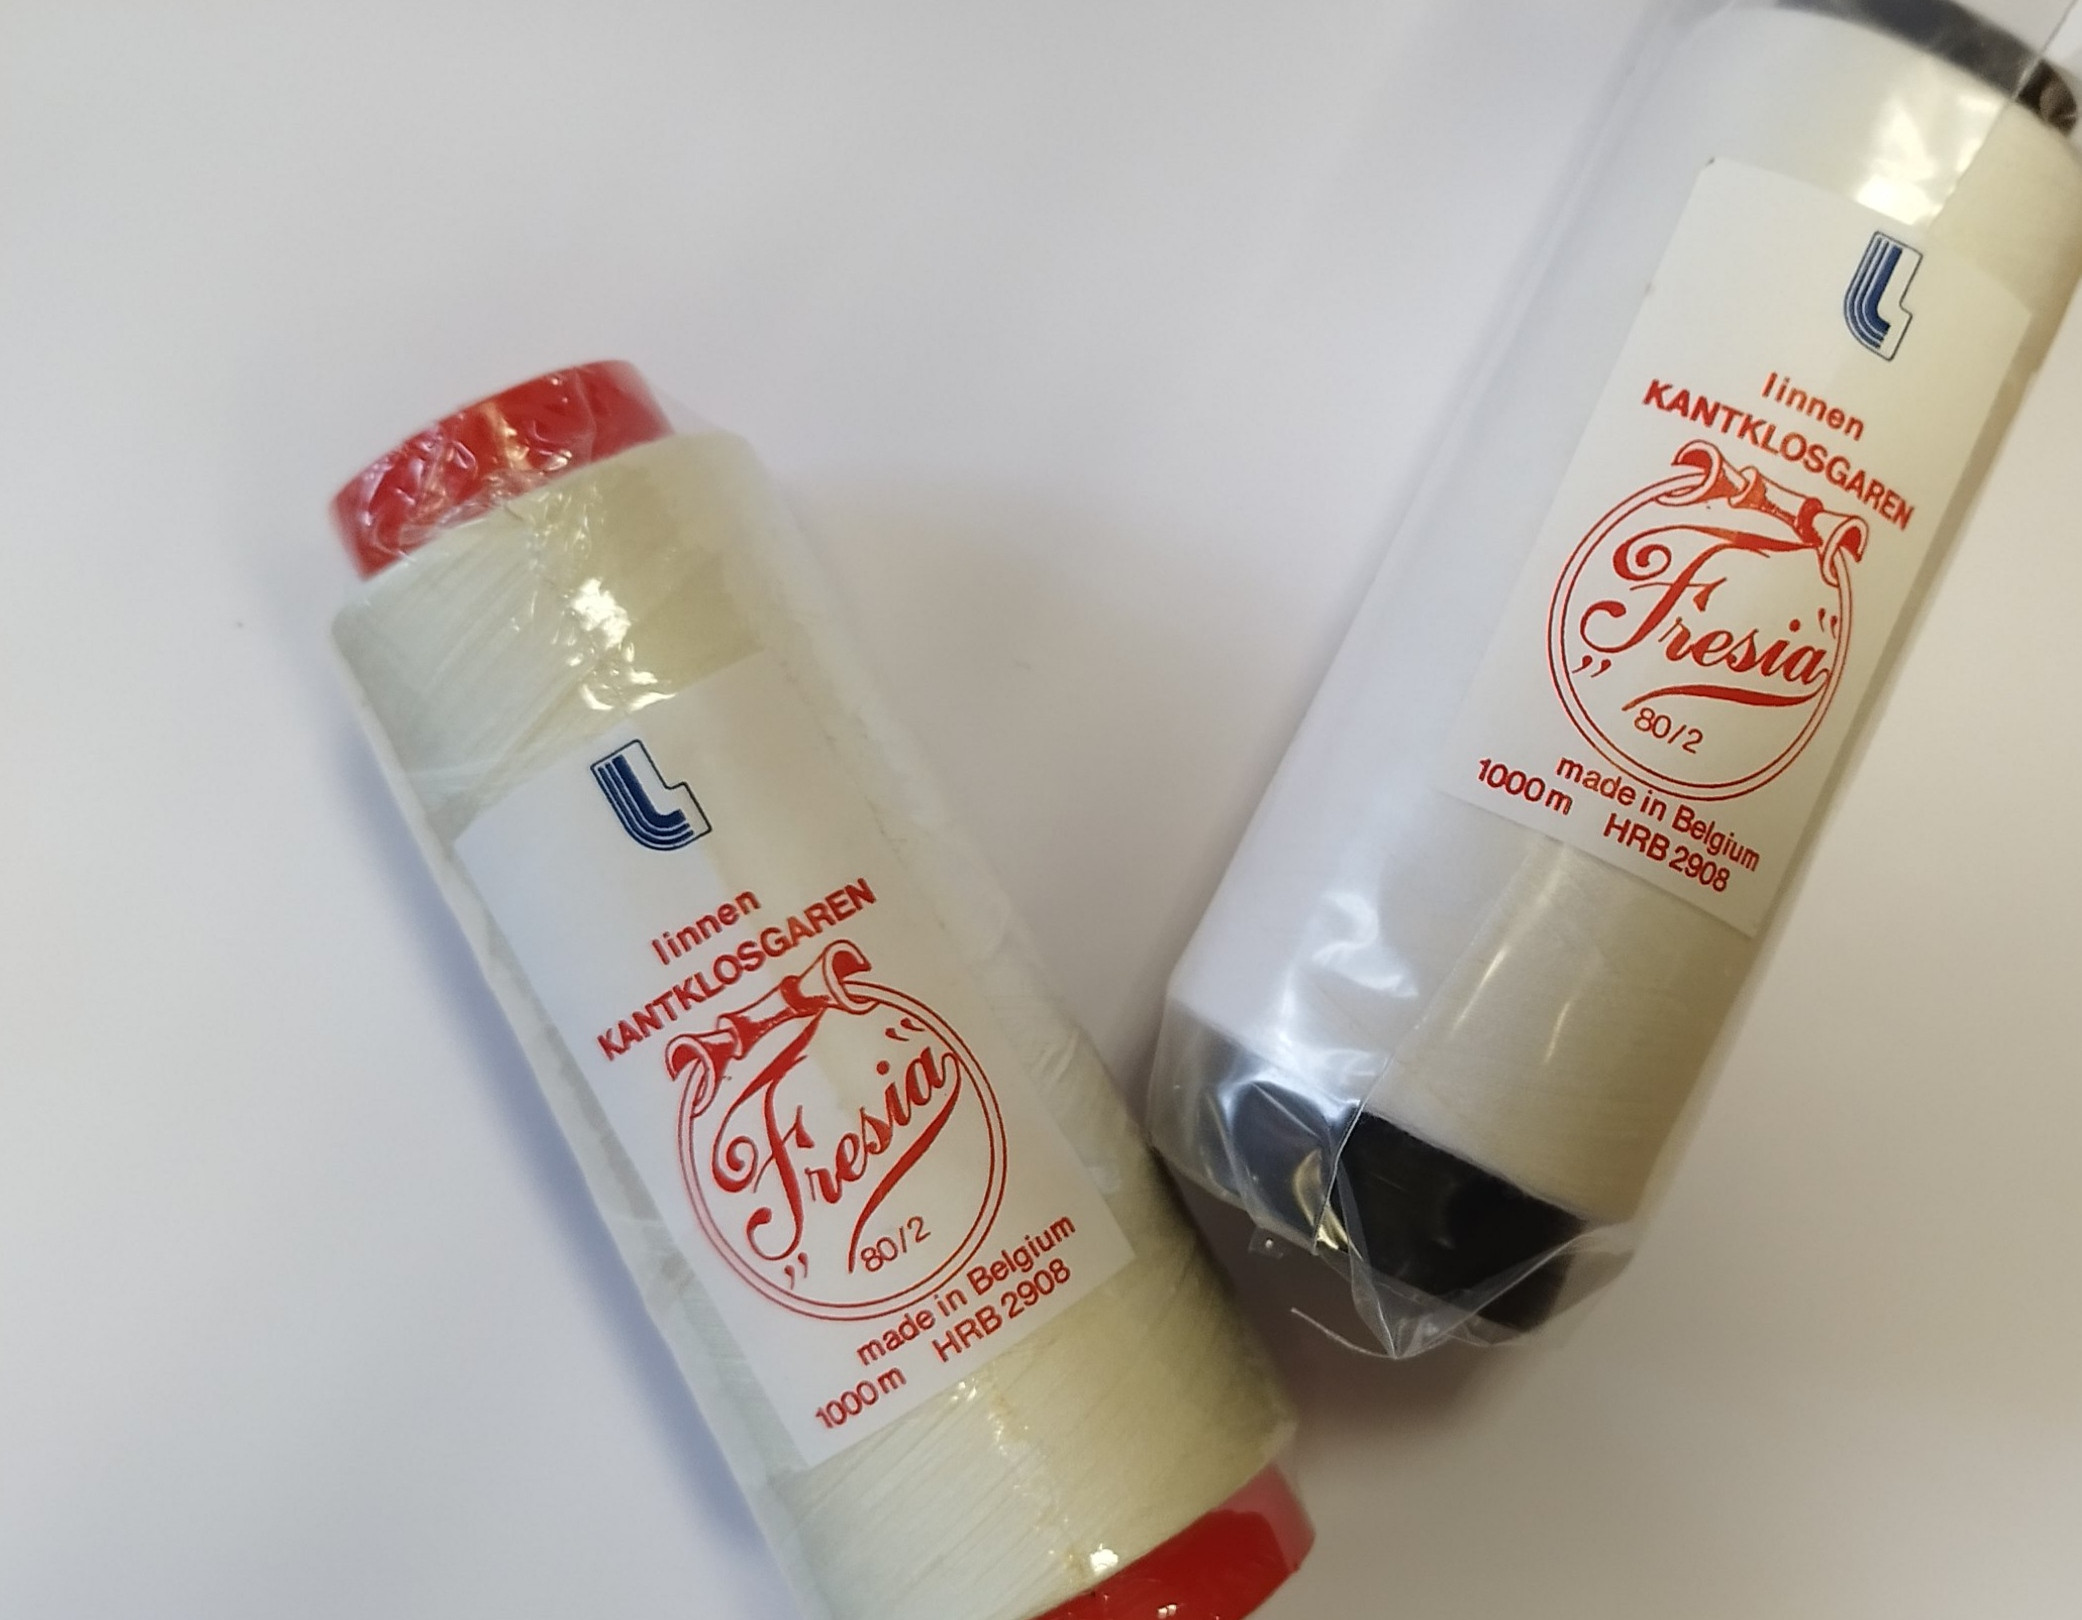 linnen
KANTKLOSGAREN
„Fresia”
80/2
made in Belgium
1000m HRB 2908
linnen
KANTKLOSGAREN
„Fresia”
80/2
made in Belgium
1000m HRB 2908